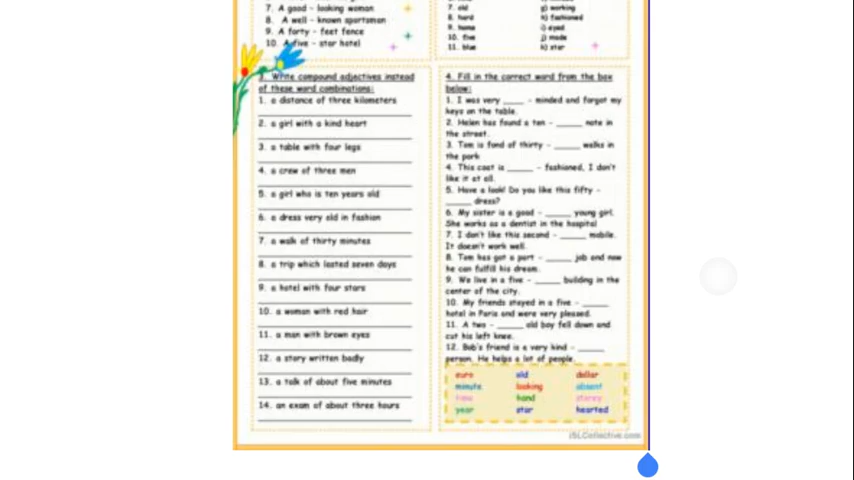 7. A good - looking woman
8. A well - known sportsman
9. A forty - feet fence
10. A five - star hotel
7. old g) working
8. hard h) fashioned
9. home i) eyed
10. five j) made
11. blue k) star
3. Write compound adjectives instead
of these word combinations:
1. a distance of three kilometers
2. a girl with a kind heart
3. a table with four legs
4. a crew of three men
5. a girl who is ten years old
6. a dress very old in fashion
7. a walk of thirty minutes
8. a trip which lasted seven days
9. a hotel with four stars
10. a woman with red hair
11. a man with brown eyes
12. a story written badly
13. a talk of about five minutes
14. an exam of about three hours
4. Fill in the correct word from the box
below:
1. I was very ____ - minded and forgot my
keys on the table.
2. Helen has found a ten - _____ note in
the street.
3. Tom is fond of thirty - _____ walks in
the park
4. This coat is _____ - fashioned, I don't
like it at all.
5. Have a look! Do you like this fifty -
_____ dress?
6. My sister is a good - _____ young girl.
She works as a dentist in the hospital
7. I don't like this second - _____ mobile.
It doesn't work well.
8. Tom has got a part - _____ job and now
he can fulfill his dream.
9. We live in a five - _____ building in the
center of the city.
10. My friends stayed in a five - _____
hotel in Paris and were very pleased.
11. A two - _____ old boy fell down and
cut his left knee.
12. Bob's friend is a very kind - _____
person. He helps a lot of people.
euro old dollar
minute looking absent
time hand storey
year star hearted
iSLCollective.com